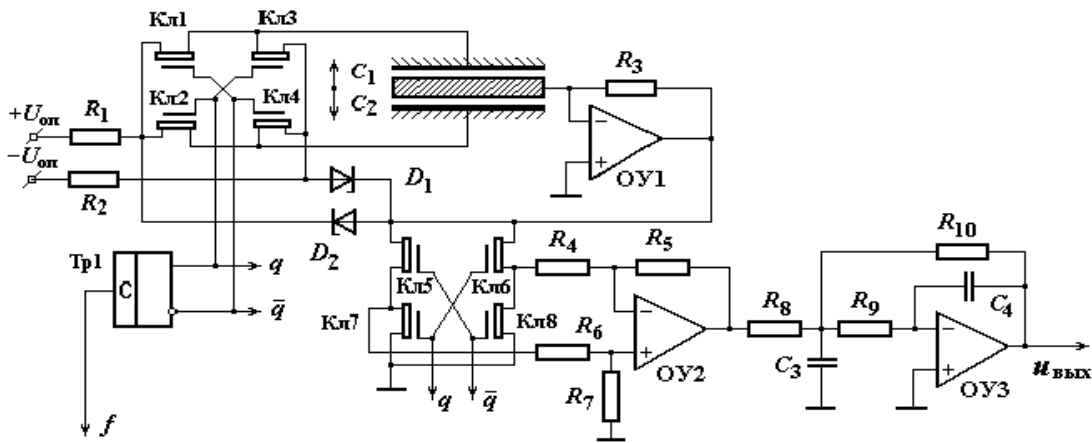 Кл1 Кл3
C₁
C₂
R₃
Кл2 Кл4
+Uоп R₁
−Uоп
R₂
− +
ОУ1
D₁
D₂
R₁₀
Тр1
C
q
q̄
R₄ R₅
Кл5 Кл6
Кл7 Кл8
R₆
R₈ R₉ C₄
− +
ОУ2
C₃
− +
ОУ3
uвых
R₇
f
q q̄